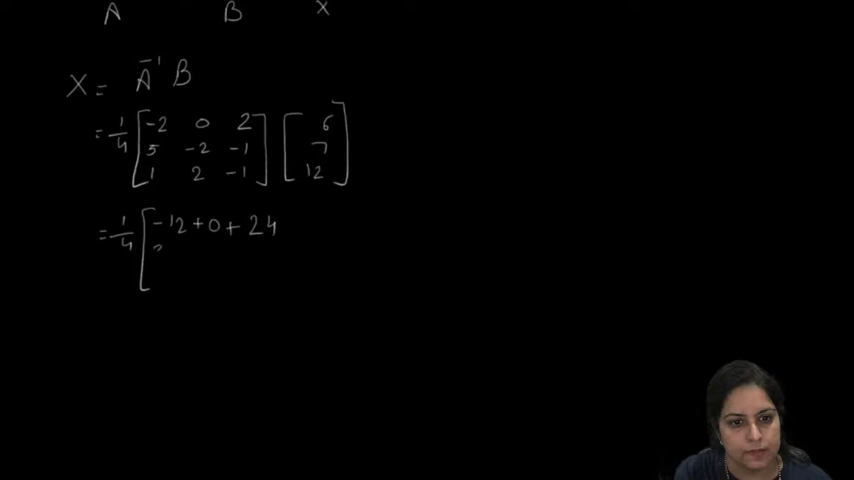 A B X
X = A⁻¹ B
= 1/4 [ -2 0 2 ] [ 6 ]
[ 5 -2 -1 ] [ 7 ]
[ 1 2 -1 ] [ 12 ]
= 1/4 [ -12 + 0 + 24